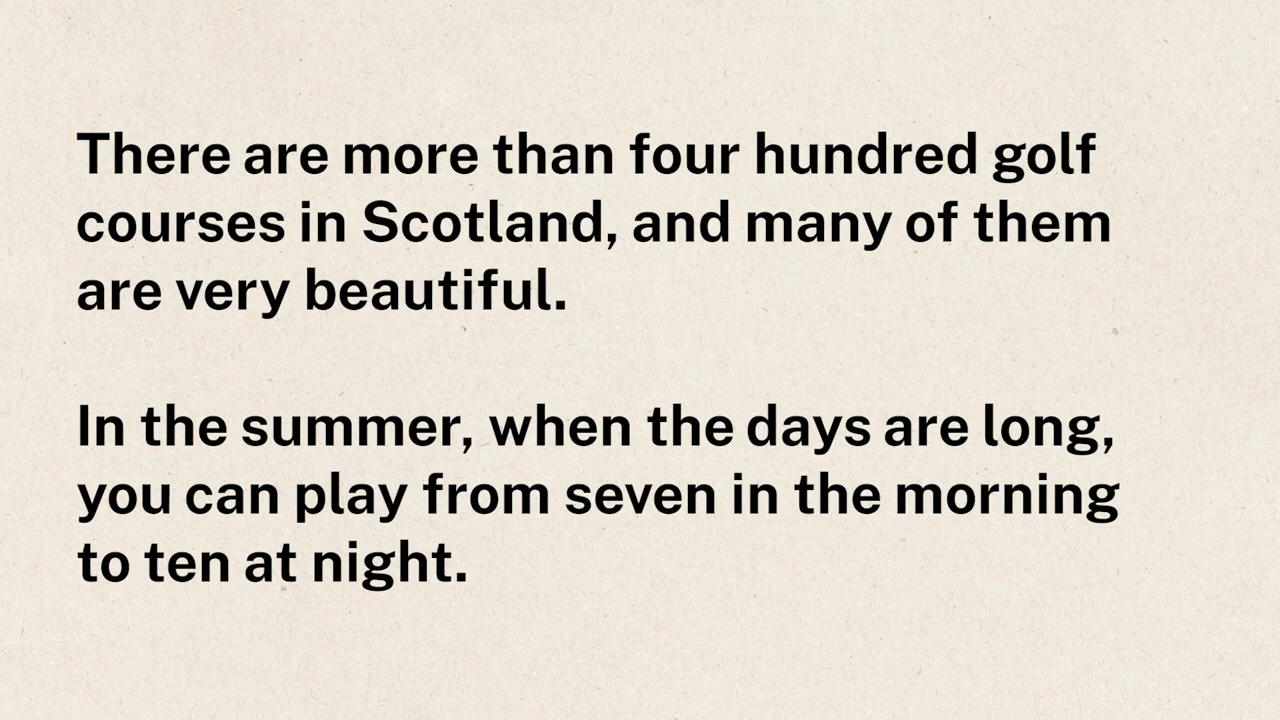 There are more than four hundred golf
courses in Scotland, and many of them
are very beautiful.
In the summer, when the days are long,
you can play from seven in the morning
to ten at night.